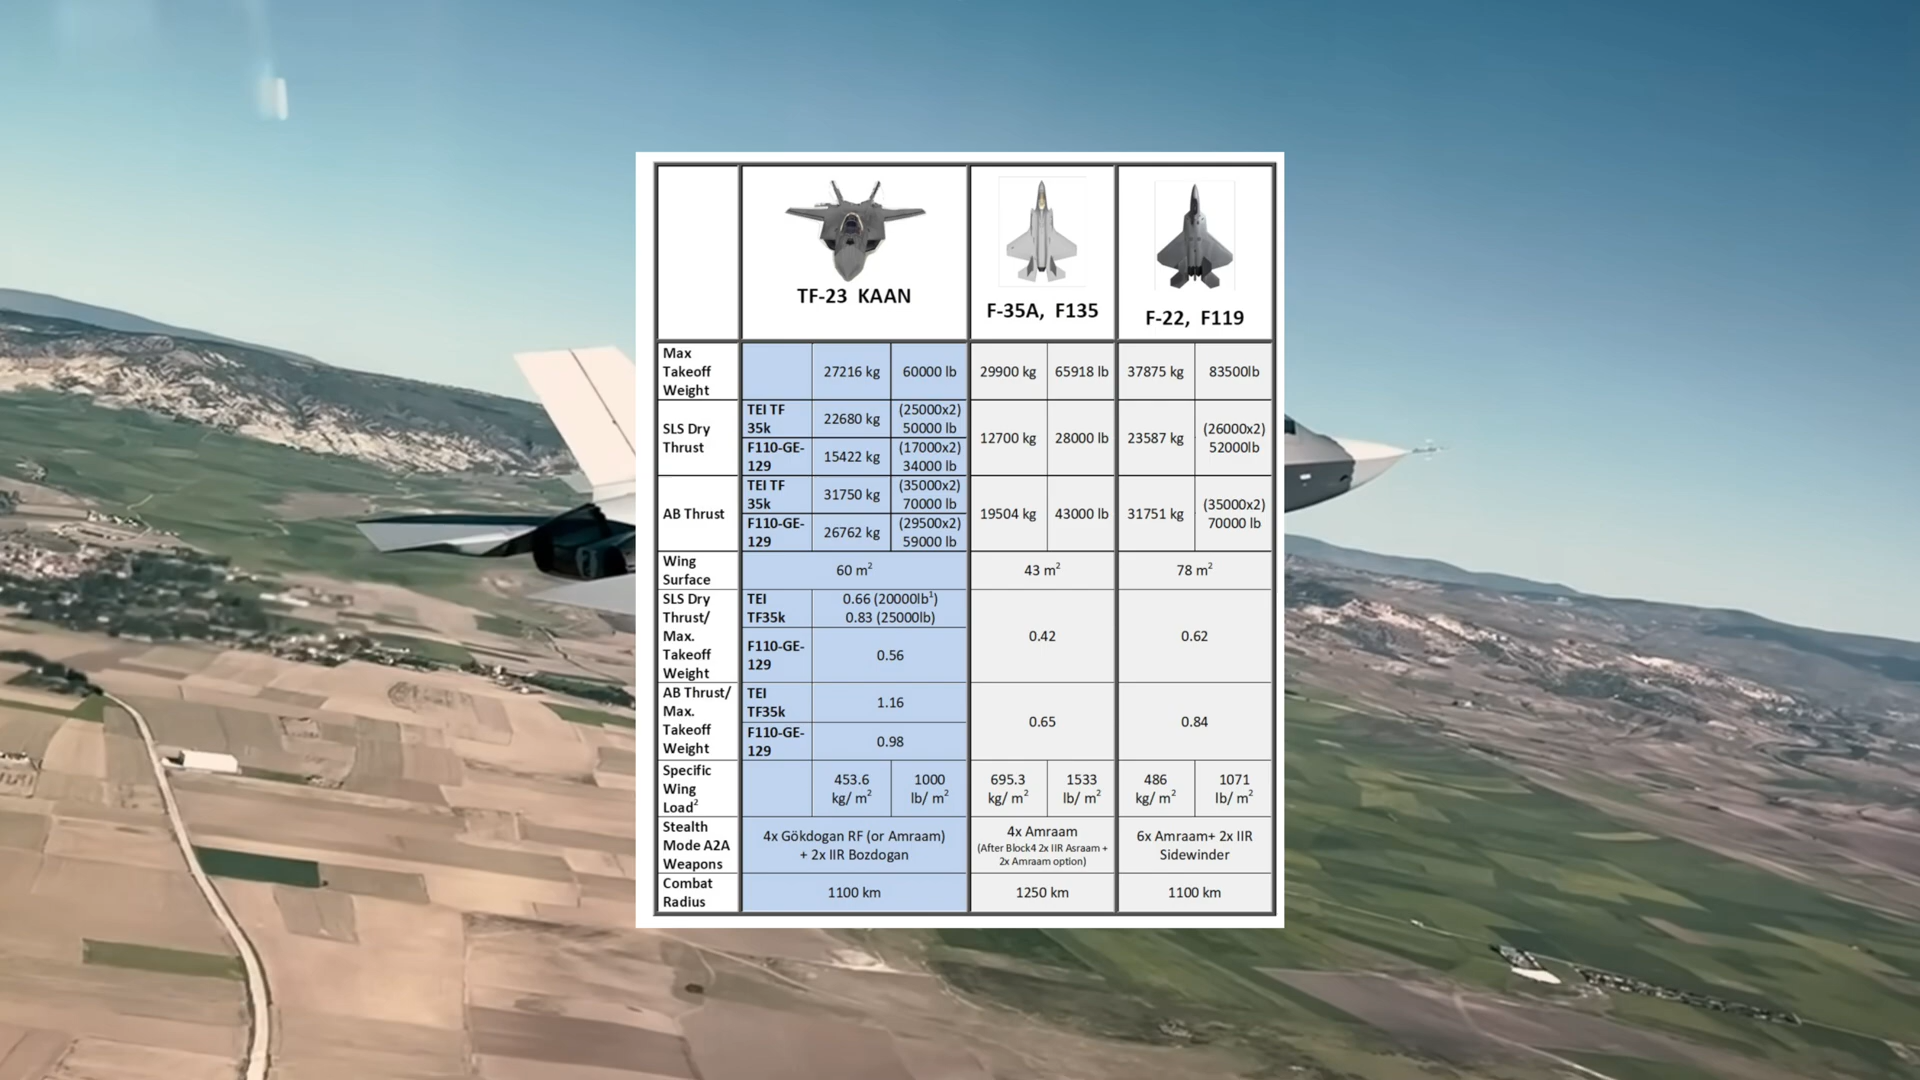 TF-23 KAAN
F-35A, F135
F-22, F119
Max
Takeoff
Weight
27216 kg
60000 lb
29900 kg
65918 lb
37875 kg
83500lb
SLS Dry
Thrust
TEI TF
35k
22680 kg
(25000x2)
50000 lb
F110-GE-
129
15422 kg
(17000x2)
34000 lb
12700 kg
28000 lb
23587 kg
(26000x2)
52000lb
AB Thrust
TEI TF
35k
31750 kg
(35000x2)
70000 lb
F110-GE-
129
26762 kg
(29500x2)
59000 lb
19504 kg
43000 lb
31751 kg
(35000x2)
70000 lb
Wing
Surface
60 m²
43 m²
78 m²
SLS Dry
Thrust/
Max.
Takeoff
Weight
TEI
TF35k
0.66 (20000lb¹)
0.83 (25000lb)
F110-GE-
129
0.56
0.42
0.62
AB Thrust/
Max.
Takeoff
Weight
TEI
TF35k
1.16
F110-GE-
129
0.98
0.65
0.84
Specific
Wing
Load²
453.6
kg/ m²
1000
lb/ m²
695.3
kg/ m²
1533
lb/ m²
486
kg/ m²
1071
lb/ m²
Stealth
Mode A2A
Weapons
4x Gökdogan RF (or Amraam)
+ 2x IIR Bozdogan
4x Amraam
(After Block4 2x IIR Asraam +
2x Amraam option)
6x Amraam+ 2x IIR
Sidewinder
Combat
Radius
1100 km
1250 km
1100 km